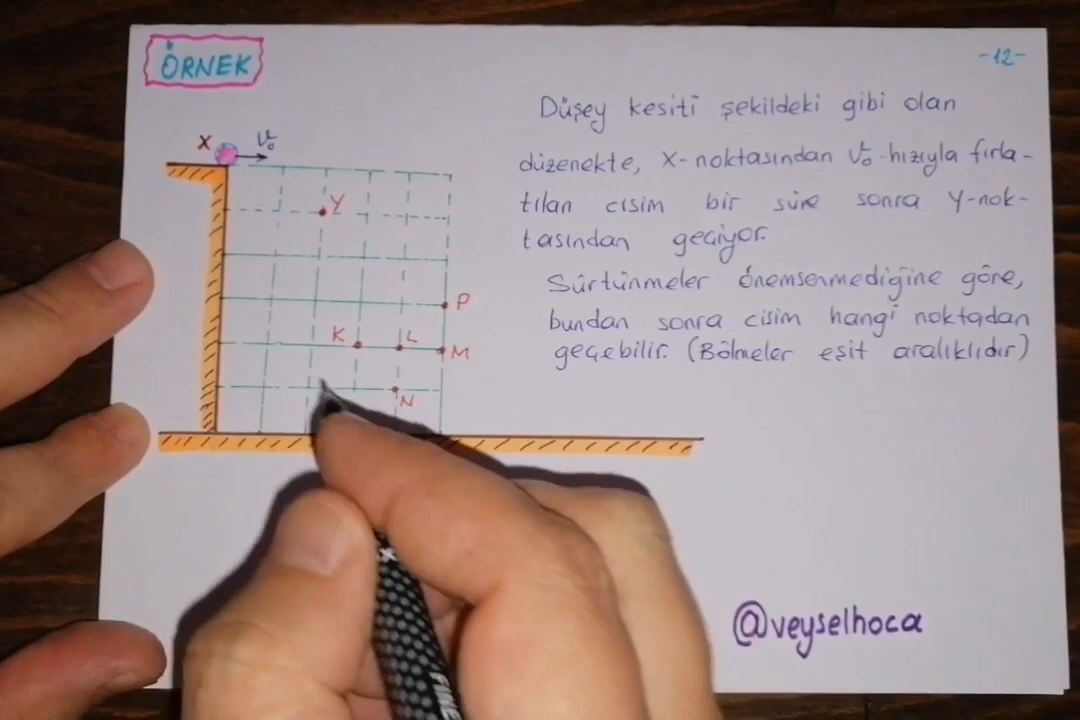 ÖRNEK
-12-
Düşey kesiti şekildeki gibi olan
düzenekte, X-noktasından V₀-hızıyla fırla-
tılan cisim bir süre sonra Y-nok-
tasından geçiyor.
Sürtünmeler önemsenmediğine göre,
bundan sonra cisim hangi noktadan
geçebilir. (Bölmeler eşit aralıklıdır)
X
V₀
Y
P
K
L
M
N
@veyselhoca